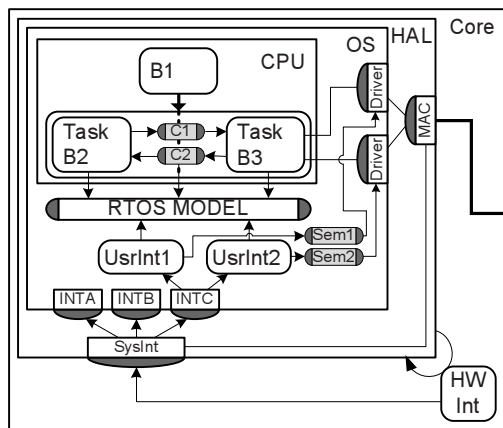 Core
HAL
OS
CPU
B1
Driver
MAC
Task
B2
C1
C2
Task
B3
Driver
RTOS MODEL
UsrInt1
UsrInt2
Sem1
Sem2
INTA
INTB
INTC
SysInt
HW
Int